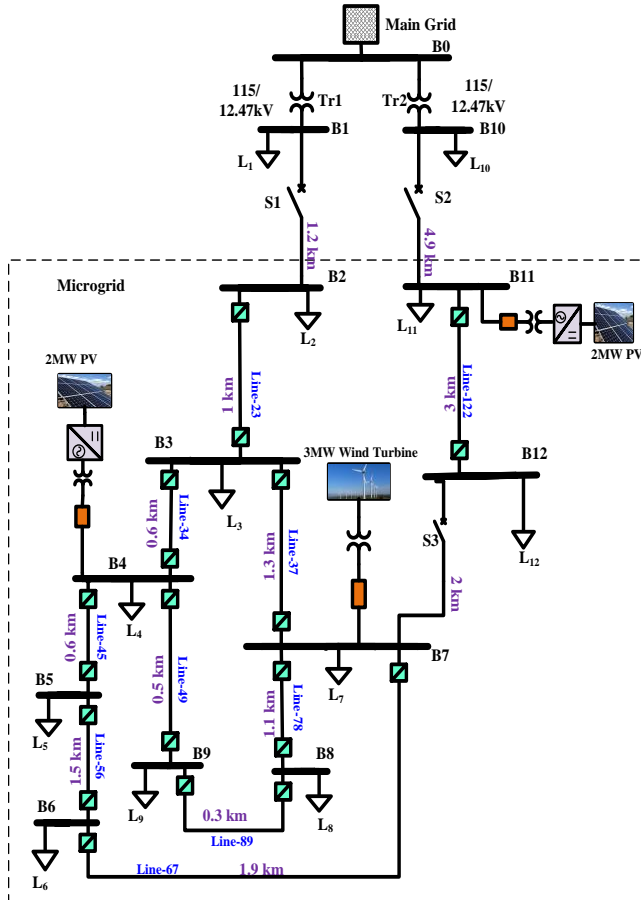 Main Grid
B0
115/
12.47kV
Tr1
Tr2
115/
12.47kV
B1
B10
L1
L10
S1
S2
1.2 km
4.9 km
Microgrid
B2
B11
L2
L11
2MW PV
Line-23
1 km
Line-122
3 km
2MW PV
B3
3MW Wind Turbine
B12
L3
L12
Line-34
0.6 km
Line-37
1.3 km
S3
2 km
B4
L4
B7
L7
Line-45
0.6 km
Line-49
0.5 km
Line-78
1.1 km
B5
L5
Line-56
1.5 km
B9
L9
B8
L8
0.3 km
Line-89
B6
L6
Line-67
1.9 km